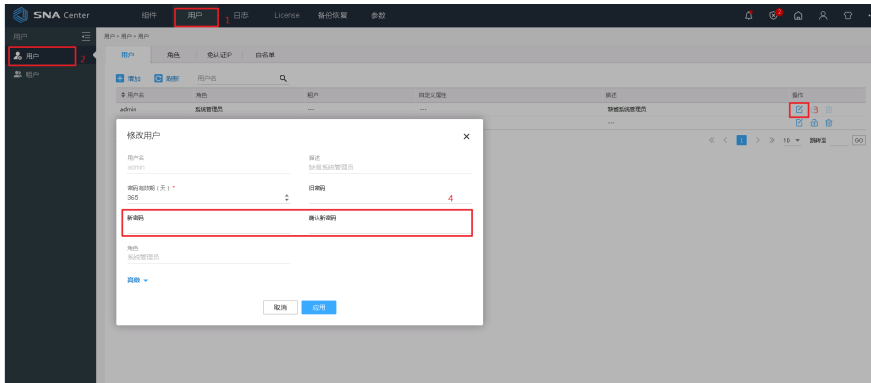 SNA Center 组件 用户 1 日志 License 备份恢复 参数 2
用户 用户 > 用户 > 用户
用户 2 用户 角色 免认证IP 白名单
租户 增加 刷新 用户名
用户名 角色 租户 自定义属性 描述 操作
admin 系统管理员 --- --- 缺省系统管理员
---
« < 1 > » 10 跳转至 GO
修改用户 ×
用户名 描述
admin 缺省系统管理员
密码有效期（天）* 旧密码
365 4
新密码 确认新密码
角色
系统管理员
高级
取消 应用